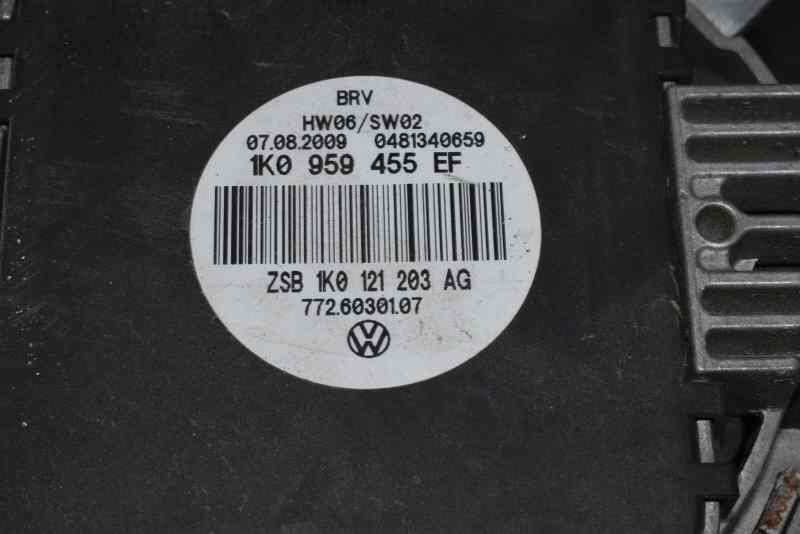 BRV
HW06/SW02
07.08.2009 0481340659
1K0 959 455 EF
ZSB 1K0 121 203 AG
772.60301.07